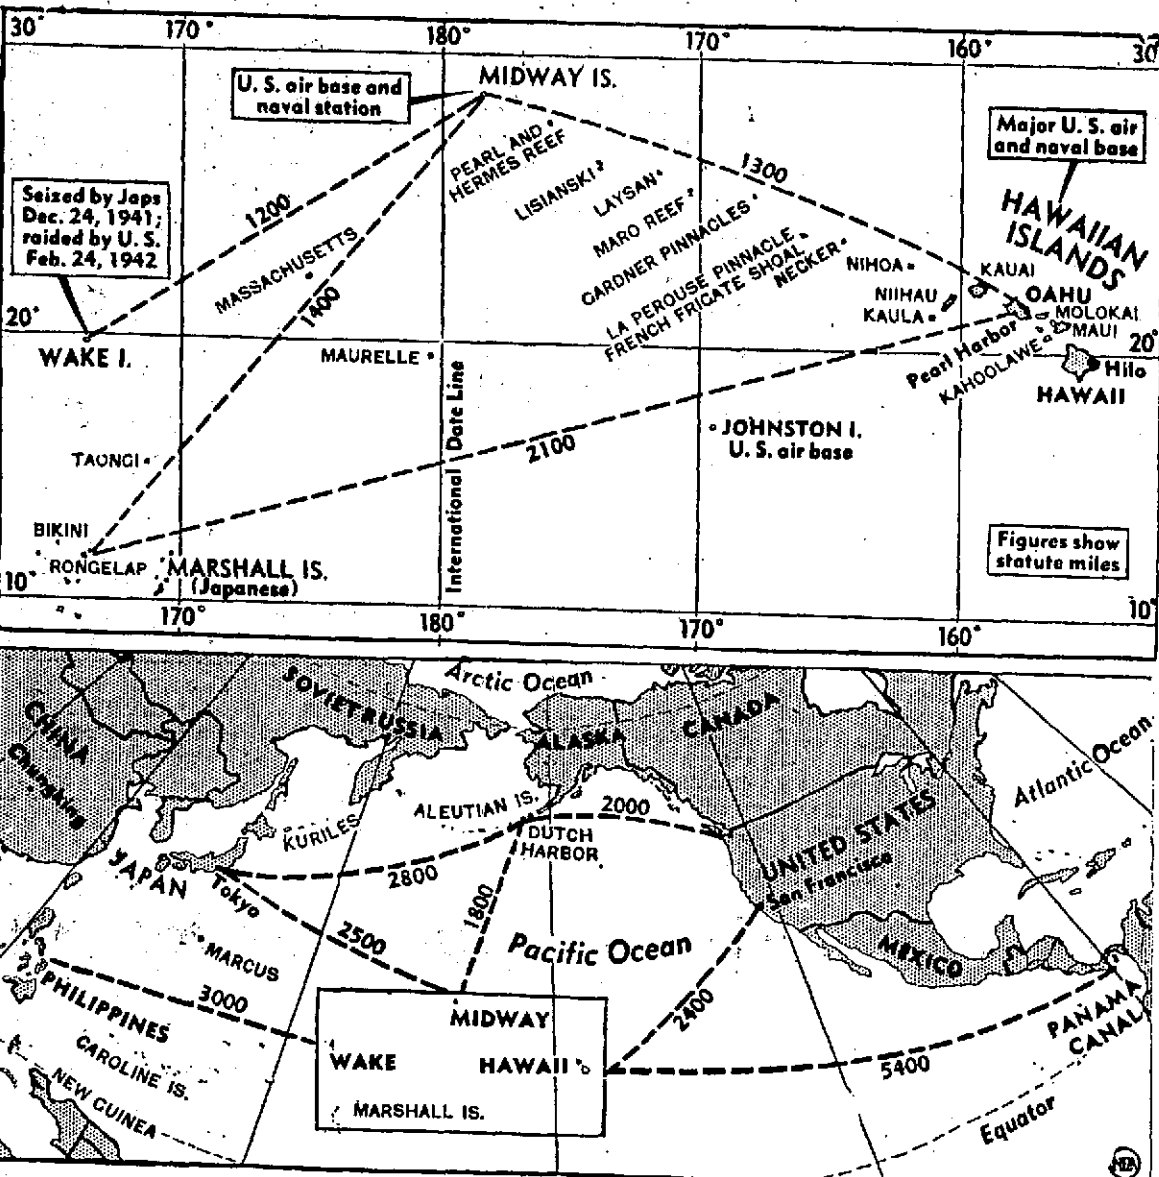 30°
170°
180°
170°
160°
30°
U. S. air base and
naval station
MIDWAY IS.
Major U. S. air
and naval base
Seized by Japs
Dec. 24, 1941;
raided by U. S.
Feb. 24, 1942
1200
1400
1300
PEARL AND
HERMES REEF
LISIANSKI
LAYSAN
MARO REEF
GARDNER PINNACLES
LA PEROUSE PINNACLE
FRENCH FRIGATE SHOAL
NECKER
NIHOA
HAWAIIAN
ISLANDS
KAUAI
NIIHAU
KAULA
OAHU
MOLOKAI
MAUI
Pearl Harbor
KAHOOLAWE
Hilo
HAWAII
MASSACHUSETTS
20°
20°
WAKE I.
MAURELLE
International Date Line
JOHNSTON I.
U. S. air base
2100
TAONGI
BIKINI
RONGELAP
MARSHALL IS.
(Japanese)
Figures show
statute miles
10°
10°
170°
180°
170°
160°
Arctic Ocean
SOVIET RUSSIA
ALASKA
CANADA
CHINA
Chungking
Atlantic Ocean
ALEUTIAN IS.
2000
KURILES
DUTCH
HARBOR
UNITED STATES
San Francisco
JAPAN
Tokyo
2800
1800
2500
Pacific Ocean
MEXICO
MARCUS
PHILIPPINES
3000
2400
MIDWAY
WAKE
HAWAII
MARSHALL IS.
PANAMA
CANAL
5400
CAROLINE IS.
NEW GUINEA
Equator
NEA